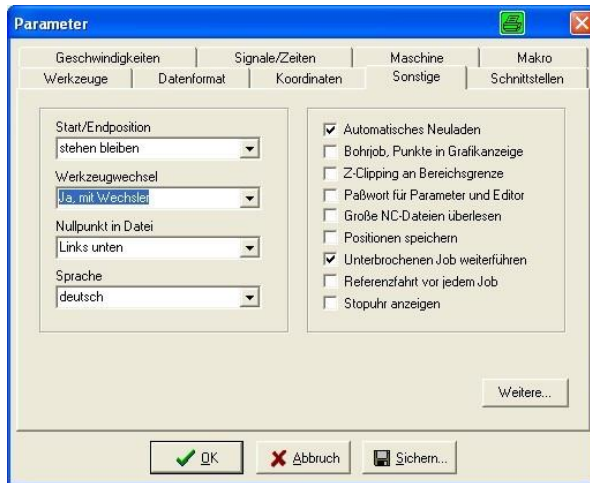 Parameter
Geschwindigkeiten
Signale/Zeiten
Maschine
Makro
Werkzeuge
Datenformat
Koordinaten
Sonstige
Schnittstellen
Start/Endposition
stehen bleiben
Werkzeugwechsel
Ja, mit Wechsler
Nullpunkt in Datei
Links unten
Sprache
deutsch
Automatisches Neuladen
Bohrjob, Punkte in Grafikanzeige
Z-Clipping an Bereichsgrenze
Paßwort für Parameter und Editor
Große NC-Dateien überlesen
Positionen speichern
Unterbrochenen Job weiterführen
Referenzfahrt vor jedem Job
Stopuhr anzeigen
Weitere...
OK
Abbruch
Sichern...